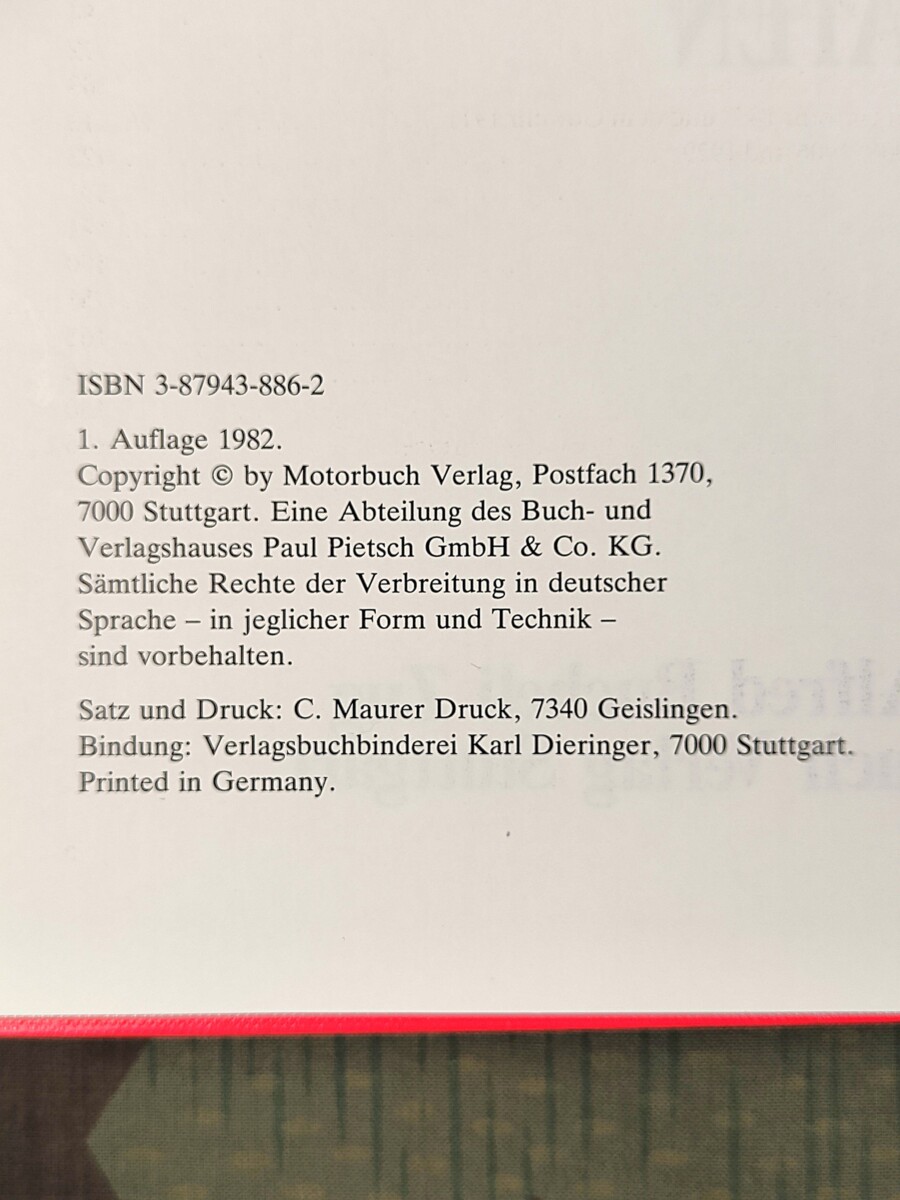 ISBN 3-87943-886-2
1. Auflage 1982.
Copyright © by Motorbuch Verlag, Postfach 1370,
7000 Stuttgart. Eine Abteilung des Buch- und
Verlagshauses Paul Pietsch GmbH & Co. KG.
Sämtliche Rechte der Verbreitung in deutscher
Sprache – in jeglicher Form und Technik –
sind vorbehalten.
Satz und Druck: C. Maurer Druck, 7340 Geislingen.
Bindung: Verlagsbuchbinderei Karl Dieringer, 7000 Stuttgart.
Printed in Germany.